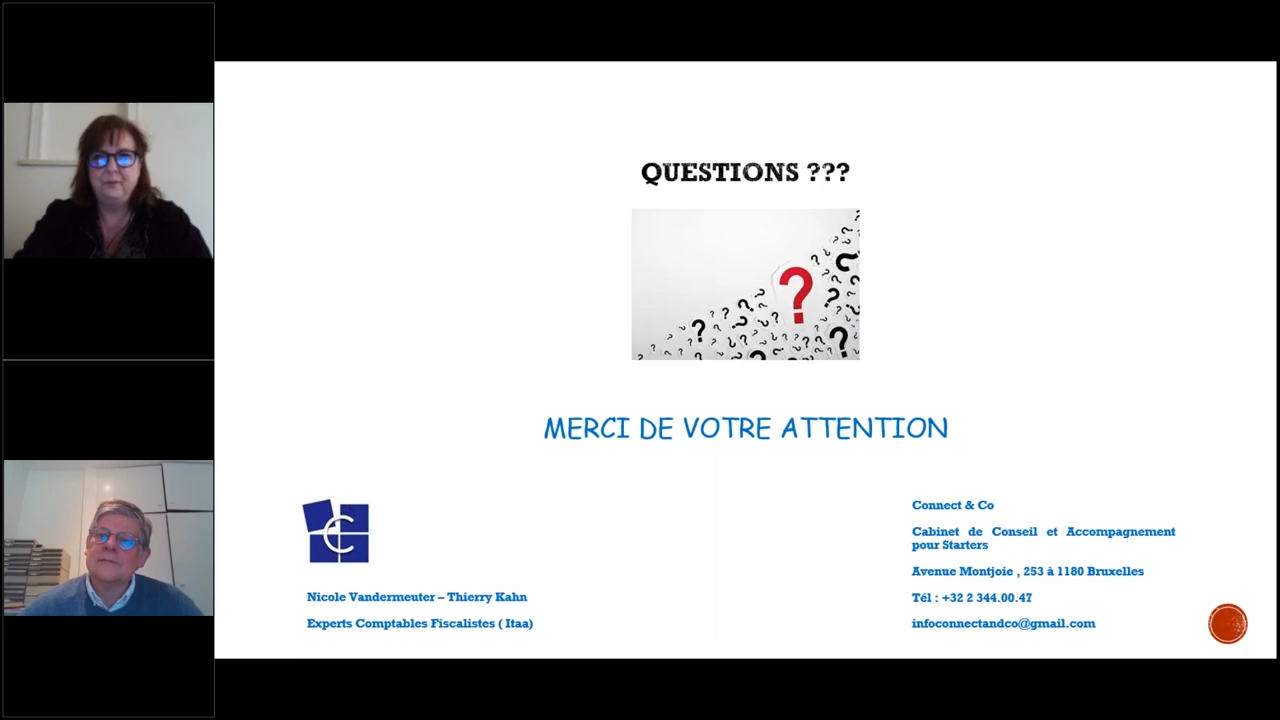 QUESTIONS ???
MERCI DE VOTRE ATTENTION
C
Nicole Vandermeuter – Thierry Kahn
Experts Comptables Fiscalistes ( Itaa)
Connect & Co
Cabinet de Conseil et Accompagnement
pour Starters
Avenue Montjoie , 253 à 1180 Bruxelles
Tél : +32 2 344.00.47
infoconnectandco@gmail.com